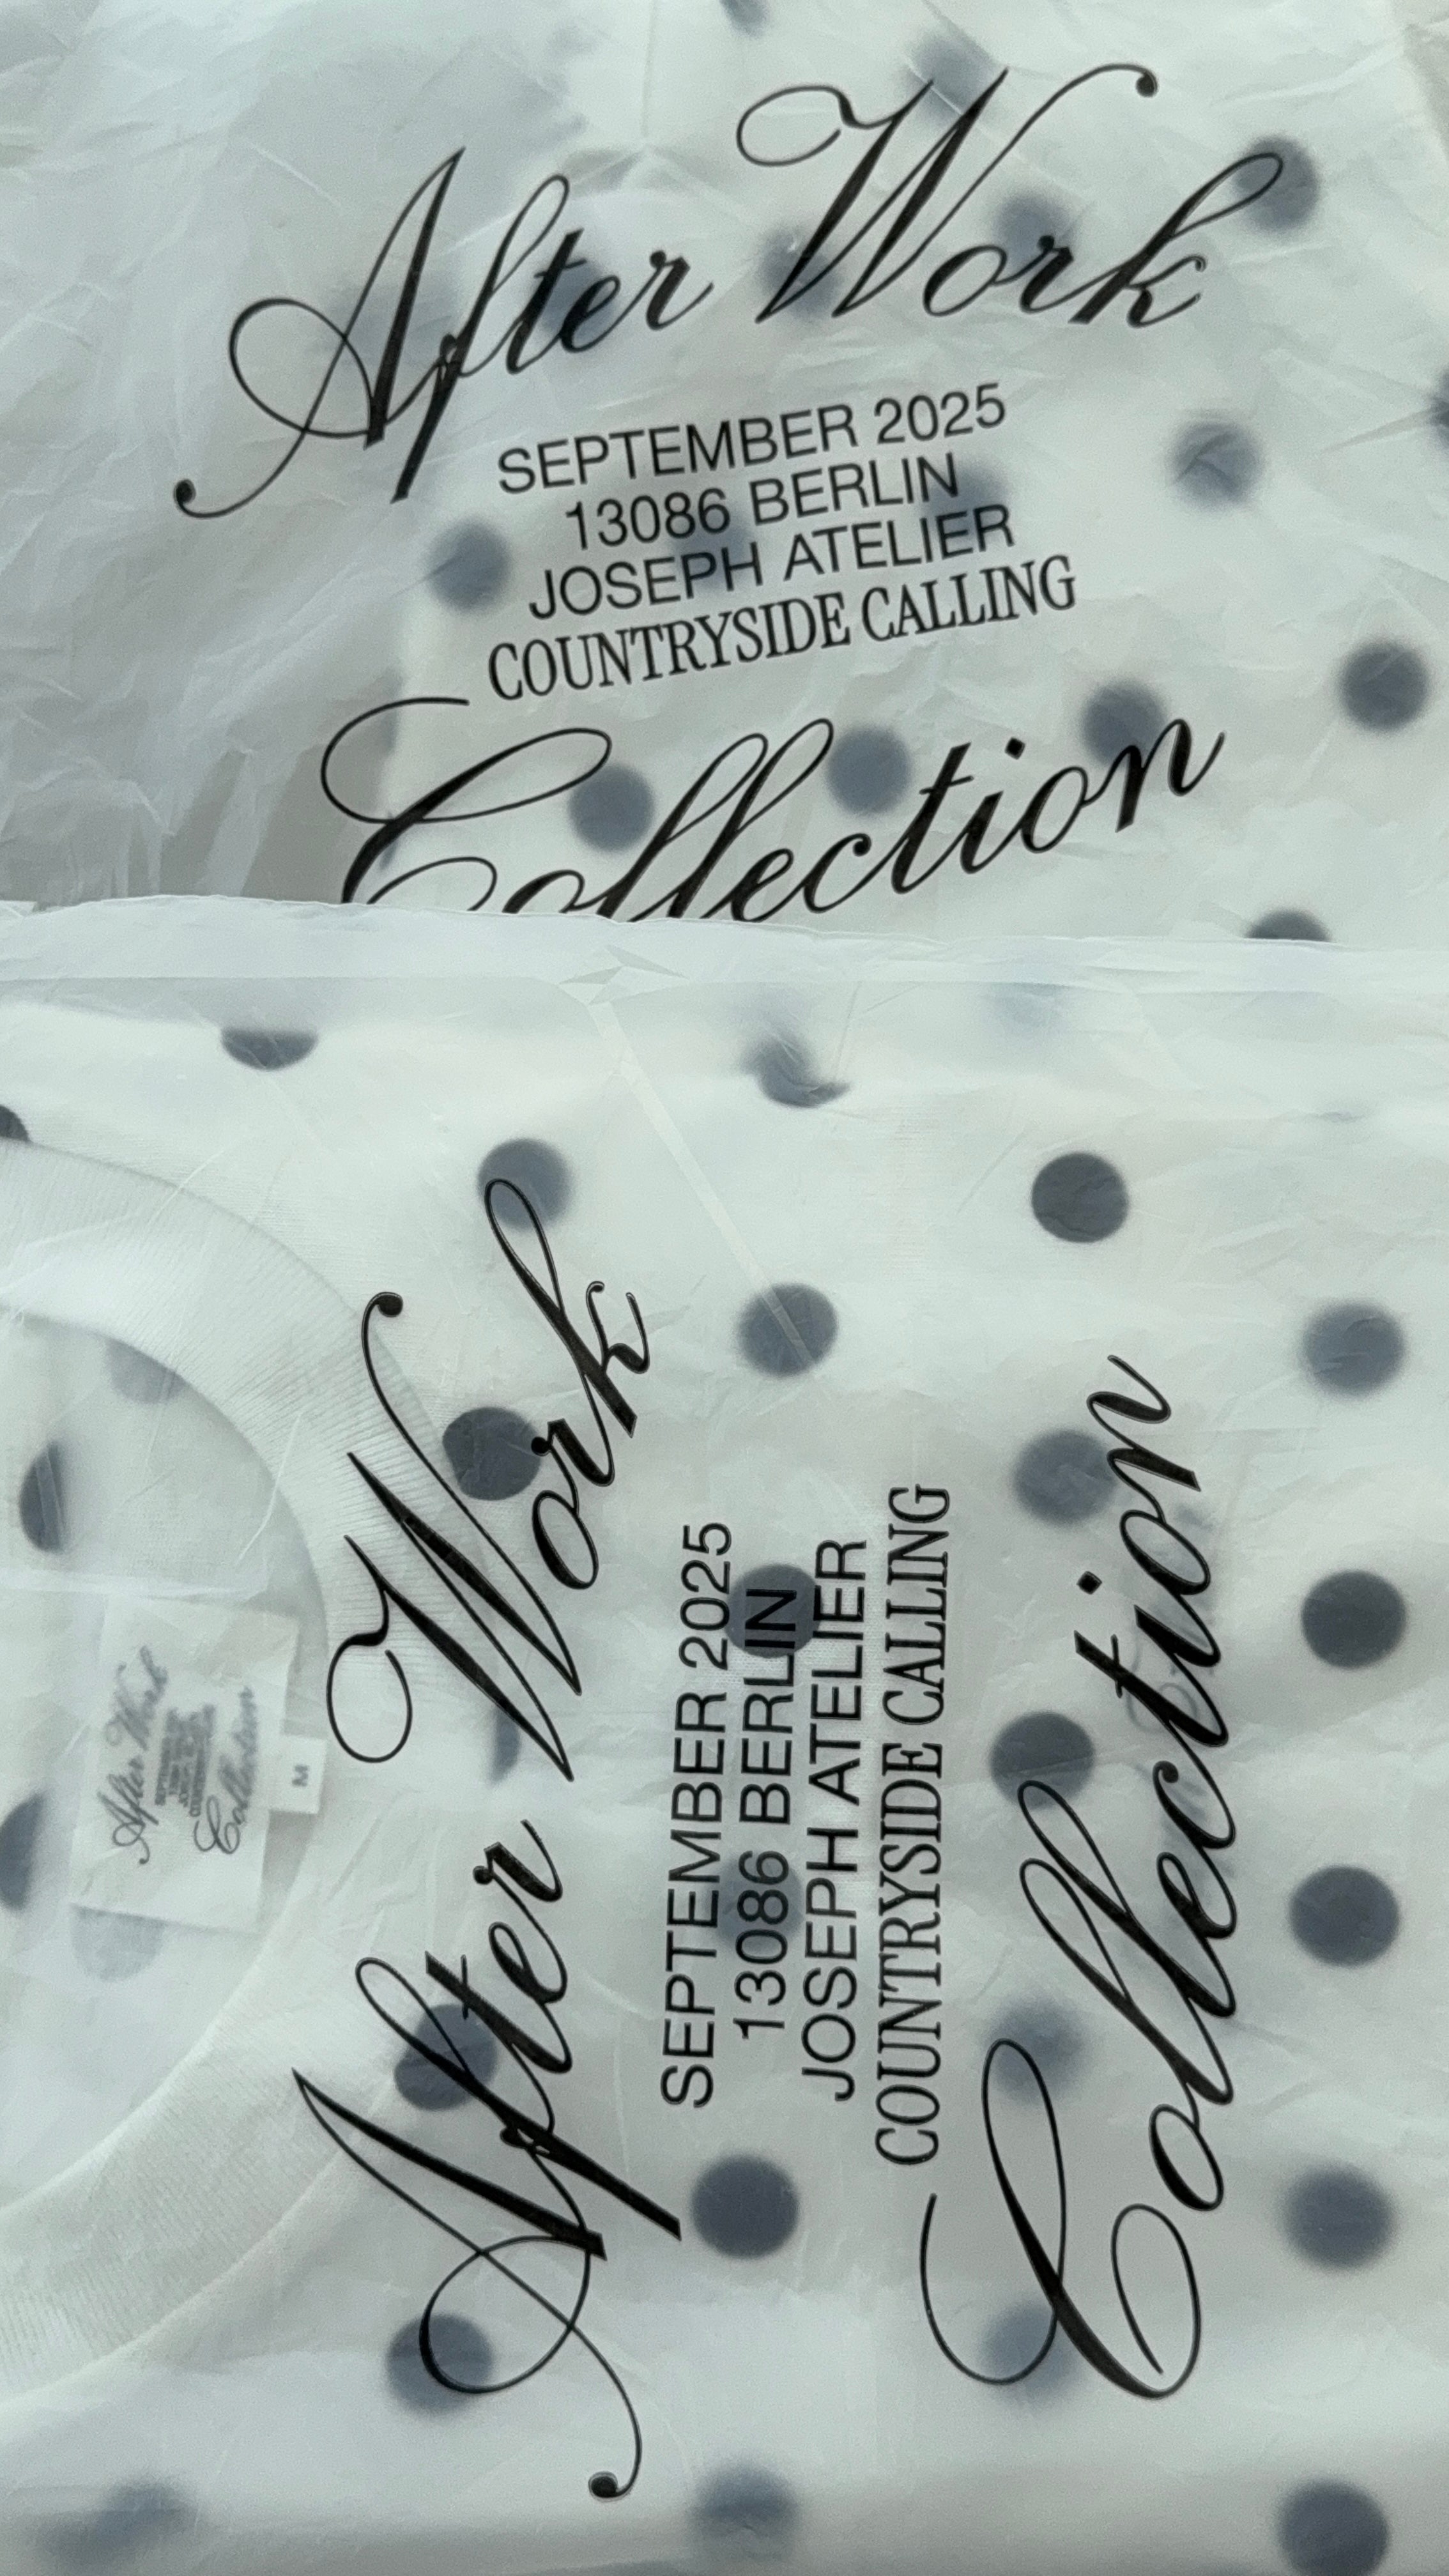 After Work
SEPTEMBER 2025
13086 BERLIN
JOSEPH ATELIER
COUNTRYSIDE CALLING
Collection
After Work
SEPTEMBER 2025
13086 BERLIN
JOSEPH ATELIER
COUNTRYSIDE CALLING
Collection
After Work
Collection
M